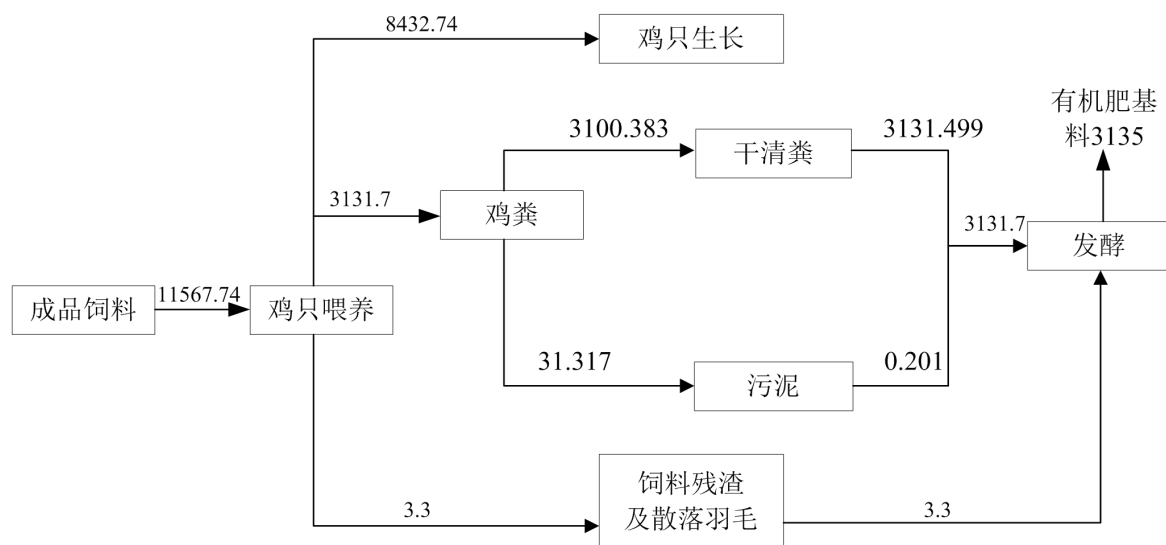 8432.74
鸡只生长
有机肥基
料3135
3100.383
干清粪
3131.499
3131.7
鸡粪
3131.7
发酵
成品饲料
11567.74
鸡只喂养
31.317
污泥
0.201
饲料残渣
及散落羽毛
3.3
3.3